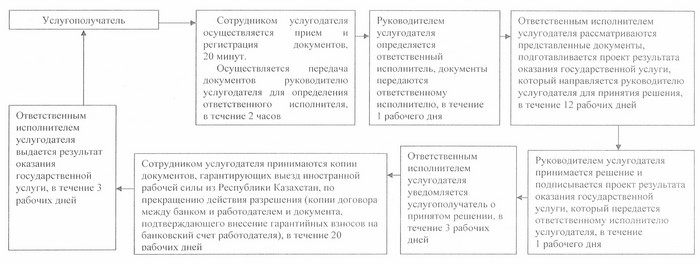 Услугополучатель
Сотрудником услугодателя
осуществляется прием и
регистрация документов,
20 минут.
Осуществляется передача
документов руководителю
услугодателя для определения
ответственного исполнителя,
в течение 2 часов
Руководителем
услугодателя
определяется
ответственный
исполнитель, документы
передаются
ответственному
исполнителю, в течение
1 рабочего дня
Ответственным исполнителем
услугодателя рассматриваются
представленные документы,
подготавливается проект результата
оказания государственной услуги,
который направляется руководителю
услугодателя для принятия решения,
в течение 12 рабочих дней
Руководителем услугодателя
принимается решение и
подписывается проект результата
оказания государственной
услуги, который передается
ответственному исполнителю
услугодателя, в течение
1 рабочего дня
Ответственным
исполнителем
услугодателя
уведомляется
услугополучатель о
принятом решении, в
течение 3 рабочих
дней
Сотрудником услугодателя принимаются копии
документов, гарантирующих выезд иностранной
рабочей силы из Республики Казахстан, по
прекращению действия разрешения (копии договора
между банком и работодателем и документа,
подтверждающего внесение гарантийных взносов на
банковский счет работодателя), в течение 20
рабочих дней
Ответственным
исполнителем
услугодателя
выдается результат
оказания
государственной
услуги, в течение 3
рабочих дней